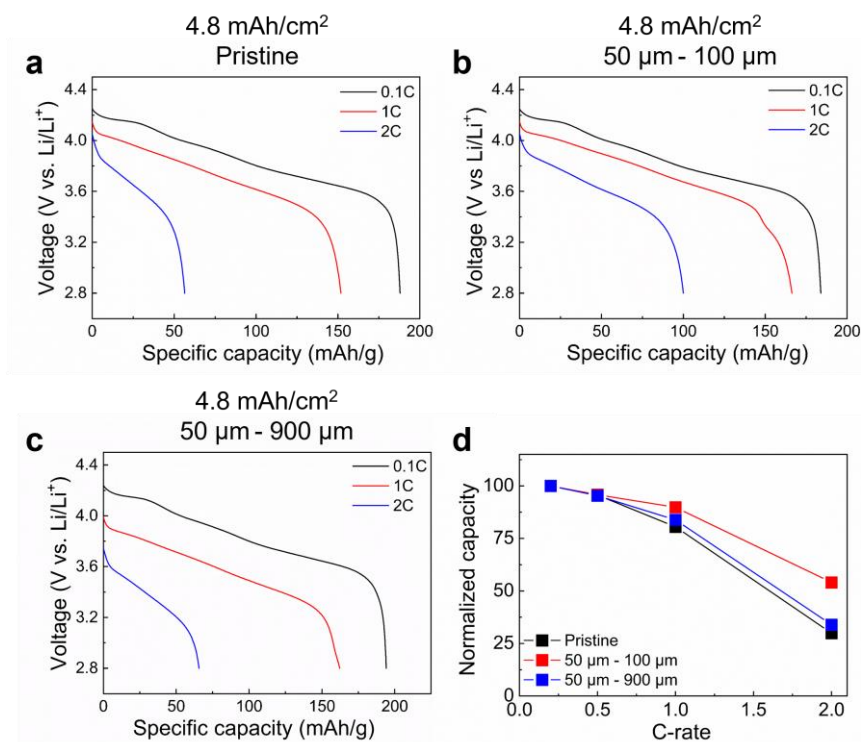 4.8 mAh/cm²
Pristine
a
4.4
4.0
3.6
3.2
2.8
Voltage (V vs. Li/Li⁺)
0.1C
1C
2C
0
50
100
150
200
Specific capacity (mAh/g)
4.8 mAh/cm²
50 µm - 100 µm
b
4.4
4.0
3.6
3.2
2.8
Voltage (V vs Li/Li⁺)
0.1C
1C
2C
0
50
100
150
200
Specific capacity (mAh/g)
4.8 mAh/cm²
50 µm - 900 µm
c
4.4
4.0
3.6
3.2
2.8
Voltage (V vs. Li/Li⁺)
0.1C
1C
2C
0
50
100
150
200
Specific capacity (mAh/g)
d
100
75
50
25
0
Normalized capacity
Pristine
50 µm - 100 µm
50 µm - 900 µm
0.0
0.5
1.0
1.5
2.0
C-rate